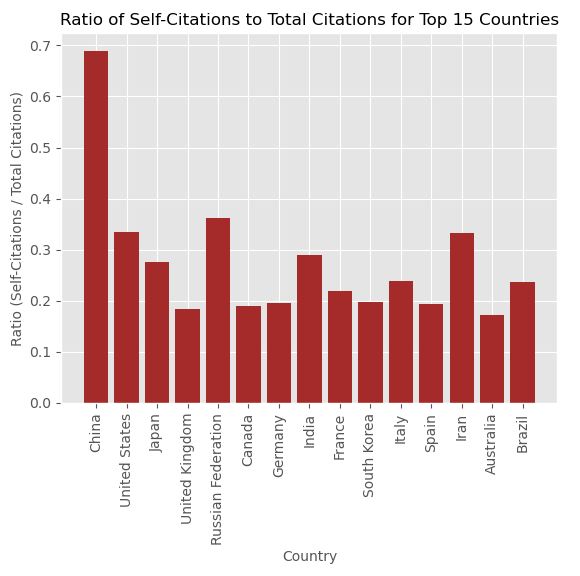 Ratio of Self-Citations to Total Citations for Top 15 Countries
Ratio (Self-Citations / Total Citations)
0.7
0.6
0.5
0.4
0.3
0.2
0.1
0.0
China
United States
Japan
United Kingdom
Russian Federation
Canada
Germany
India
France
South Korea
Italy
Spain
Iran
Australia
Brazil
Country